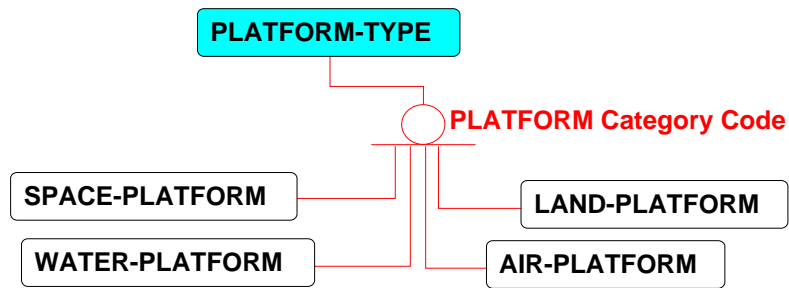 PLATFORM-TYPE
PLATFORM Category Code
SPACE-PLATFORM
LAND-PLATFORM
WATER-PLATFORM
AIR-PLATFORM